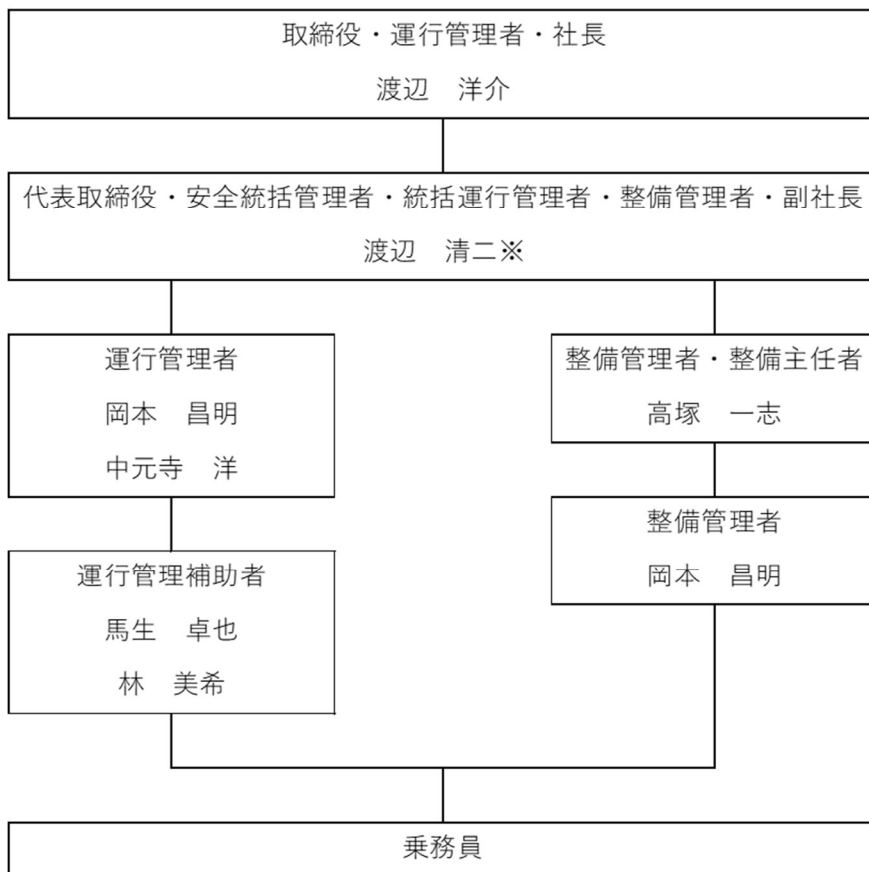 取締役・運行管理者・社長
渡辺　洋介
代表取締役・安全統括管理者・統括運行管理者・整備管理者・副社長
渡辺　清二※
運行管理者
岡本　昌明
中元寺　洋
運行管理補助者
馬生　卓也
林　美希
整備管理者・整備主任者
高塚　一志
整備管理者
岡本　昌明
乗務員